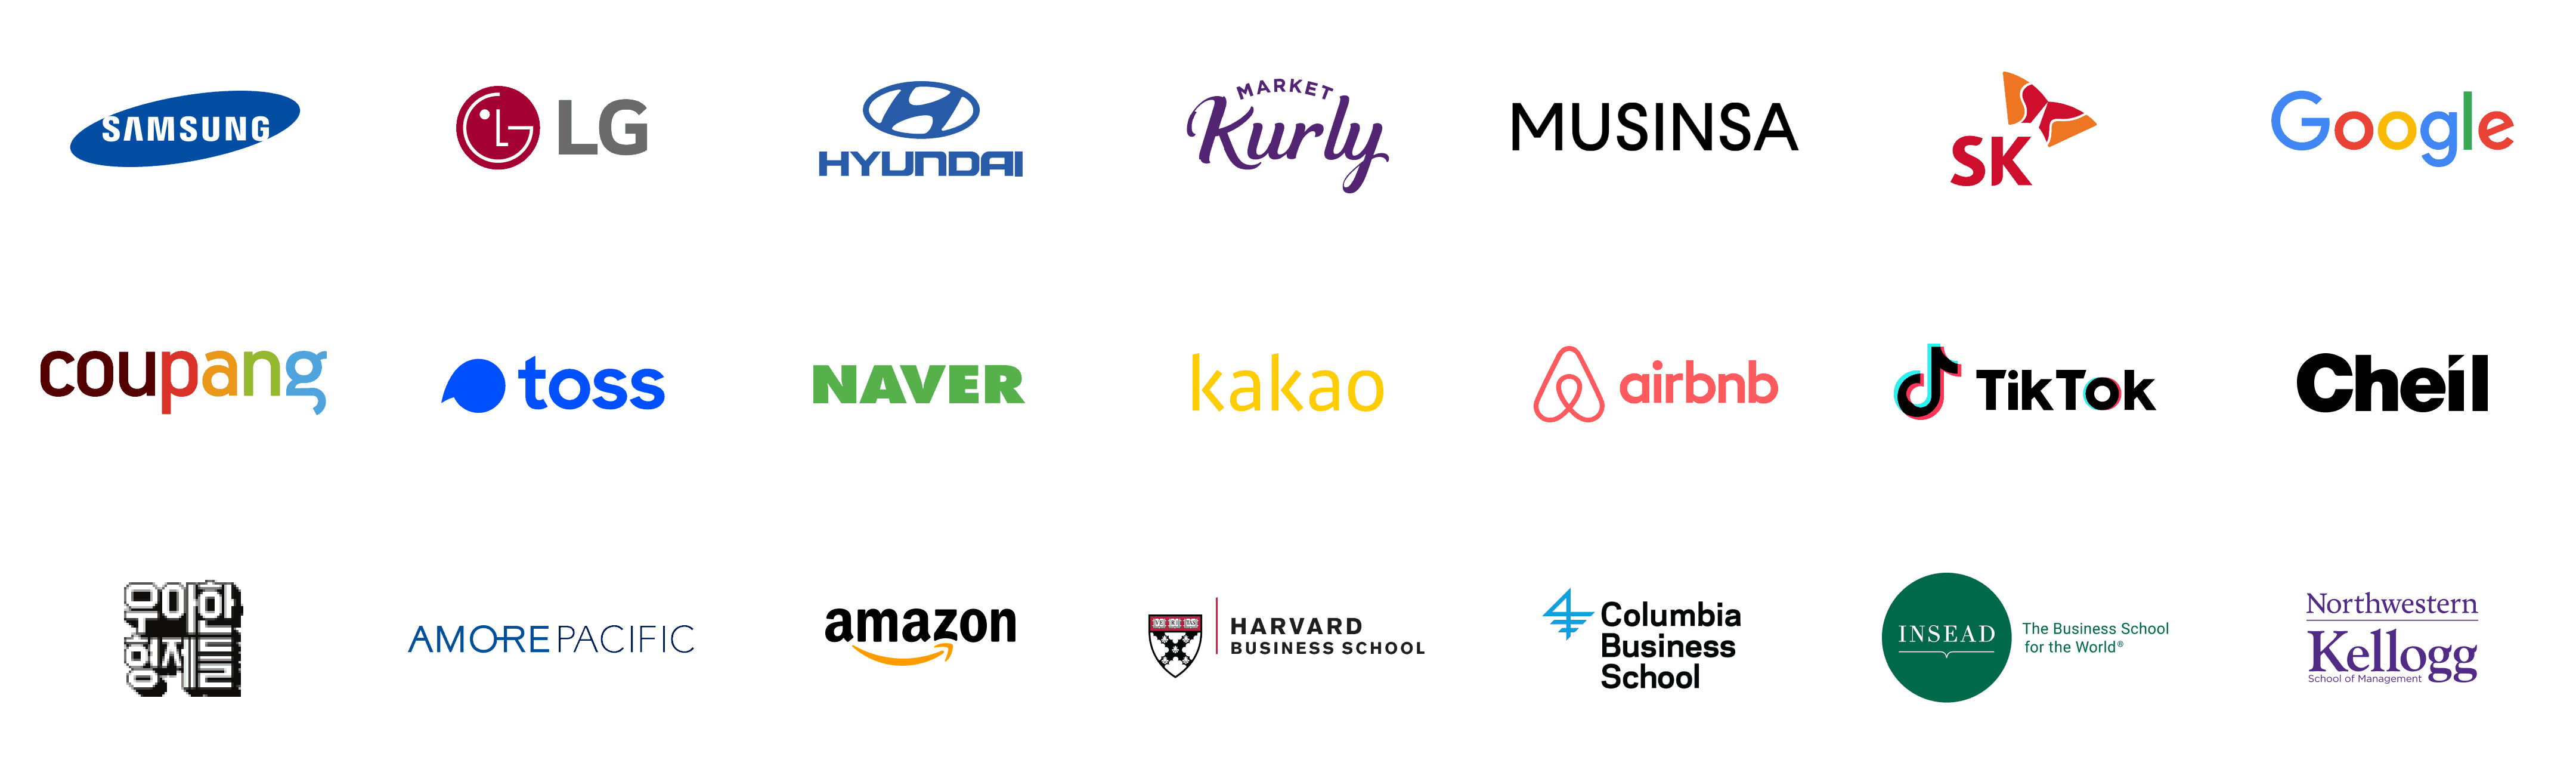 SAMSUNG
LG
HYUNDAI
MARKET
Kurly
MUSINSA
SK
Google
coupang
toss
NAVER
kakao
airbnb
TikTok
Cheil
우아한
형제들
AMOREPACIFIC
amazon
HARVARD
BUSINESS SCHOOL
Columbia
Business
School
INSEAD
The Business School
for the World®
Northwestern
Kellogg
School of Management